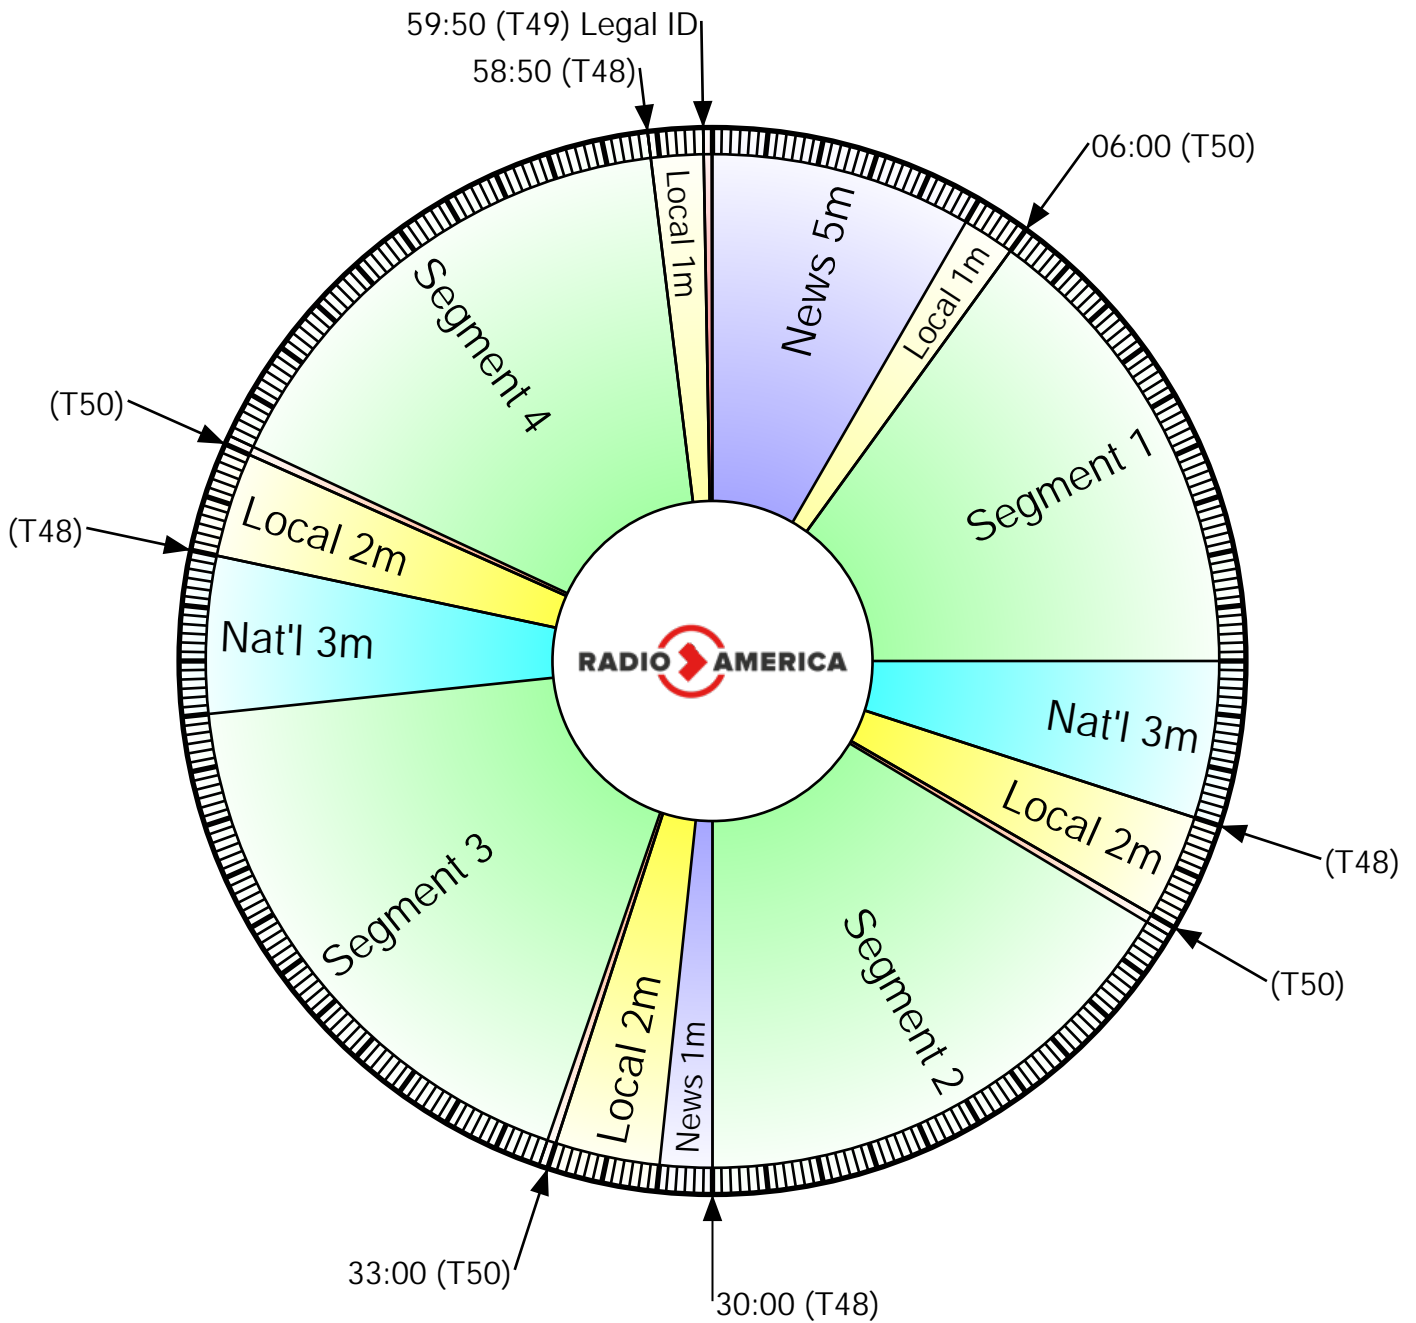 59:50 (T49) Legal ID
58:50 (T48)
06:00 (T50)
News 5m
Local 1m
Local 1m
Segment 1
Segment 4
(T50)
Local 2m
(T48)
Nat'l 3m
RADIO AMERICA
Nat'l 3m
Local 2m
(T48)
(T50)
Segment 2
Segment 3
Local 2m
News 1m
33:00 (T50)
30:00 (T48)